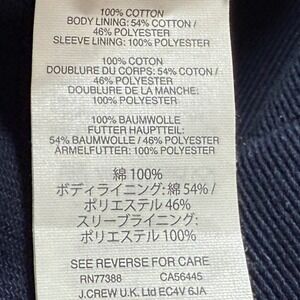 100% COTTON
BODY LINING: 54% COTTON /
46% POLYESTER
SLEEVE LINING: 100% POLYESTER
100% COTON
DOUBLURE DU CORPS: 54% COTON /
46% POLYESTER
DOUBLURE DE LA MANCHE:
100% POLYESTER
100% BAUMWOLLE
FUTTER HAUPTTEIL:
54% BAUMWOLLE / 46% POLYESTER
ÄRMELFUTTER: 100% POLYESTER
綿 100%
ボディライニング: 綿 54% /
ポリエステル 46%
スリーブライニング:
ポリエステル 100%
SEE REVERSE FOR CARE
RN77388 CA56445
J.CREW U.K. Ltd EC4V 6JA